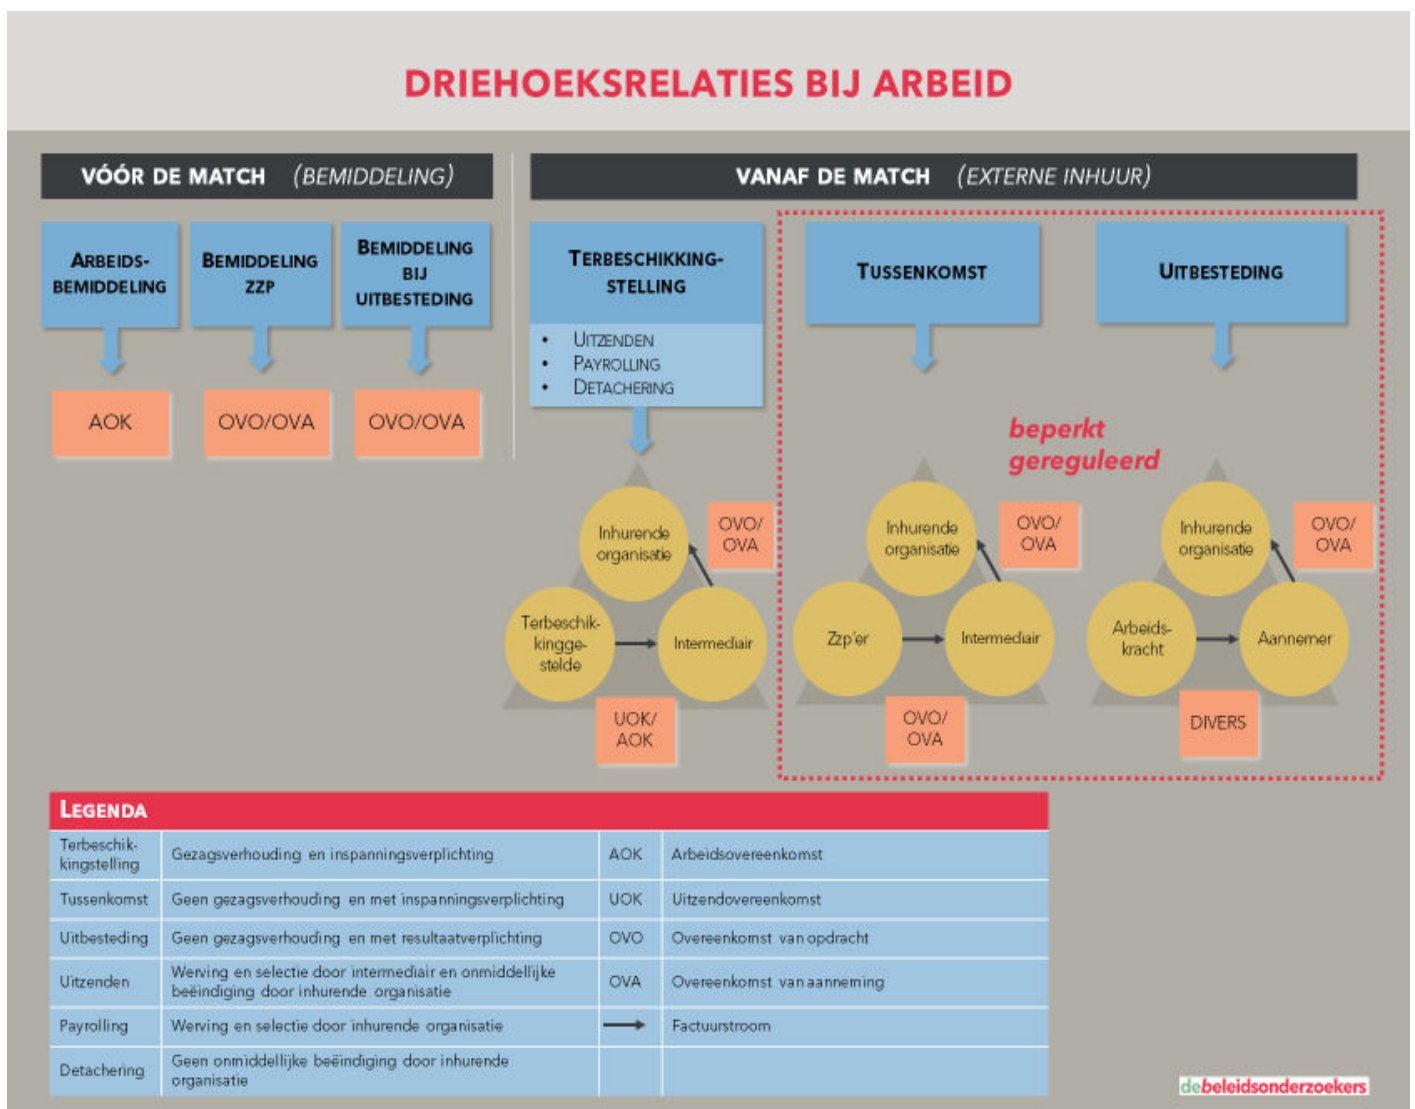 DRIEHOEKSRELATIES BIJ ARBEID
VÓÓR DE MATCH (BEMIDDELING)
VANAF DE MATCH (EXTERNE INHUUR)
ARBEIDS-
BEMIDDELING
BEMIDDELING
ZZP
BEMIDDELING
BIJ
UITBESTEDING
TERBESCHIKKING-
STELLING
• UITZENDEN
• PAYROLLING
• DETACHERING
TUSSENKOMST
UITBESTEDING
AOK
OVO/OVA
OVO/OVA
beperkt
gereguleerd
Inhurende
organisatie
OVO/
OVA
Terbeschik-
kingge-
stelde
Intermediair
UOK/
AOK
Inhurende
organisatie
OVO/
OVA
Zzp'er
Intermediair
OVO/
OVA
Inhurende
organisatie
OVO/
OVA
Arbeids-
kracht
Aannemer
DIVERS
LEGENDA
Terbeschik-
kingstelling
Gezagsverhouding en inspanningsverplichting
AOK
Arbeidsovereenkomst
Tussenkomst
Geen gezagsverhouding en met inspanningsverplichting
UOK
Uitzendovereenkomst
Uitbesteding
Geen gezagsverhouding en met resultaatverplichting
OVO
Overeenkomst van opdracht
Uitzenden
Werving en selectie door intermediair en onmiddellijke
beëindiging door inhurende organisatie
OVA
Overeenkomst van aanneming
Payrolling
Werving en selectie door inhurende organisatie
Factuurstroom
Detachering
Geen onmiddellijke beëindiging door inhurende
organisatie
debeleidsonderzoekers